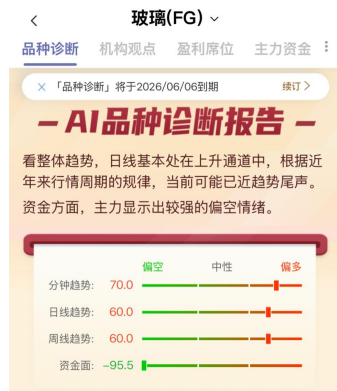 玻璃(FG)
品种诊断 机构观点 盈利席位 主力资金
× 「品种诊断」将于2026/06/06到期 续订>
AI品种诊断报告
看整体趋势，日线基本处在上升通道中，根据近
年来行情周期的规律，当前可能已近趋势尾声。
资金方面，主力显示出较强的偏空情绪。
偏空 中性 偏多
分钟趋势: 70.0
日线趋势: 60.0
周线趋势: 60.0
资金面: -95.5